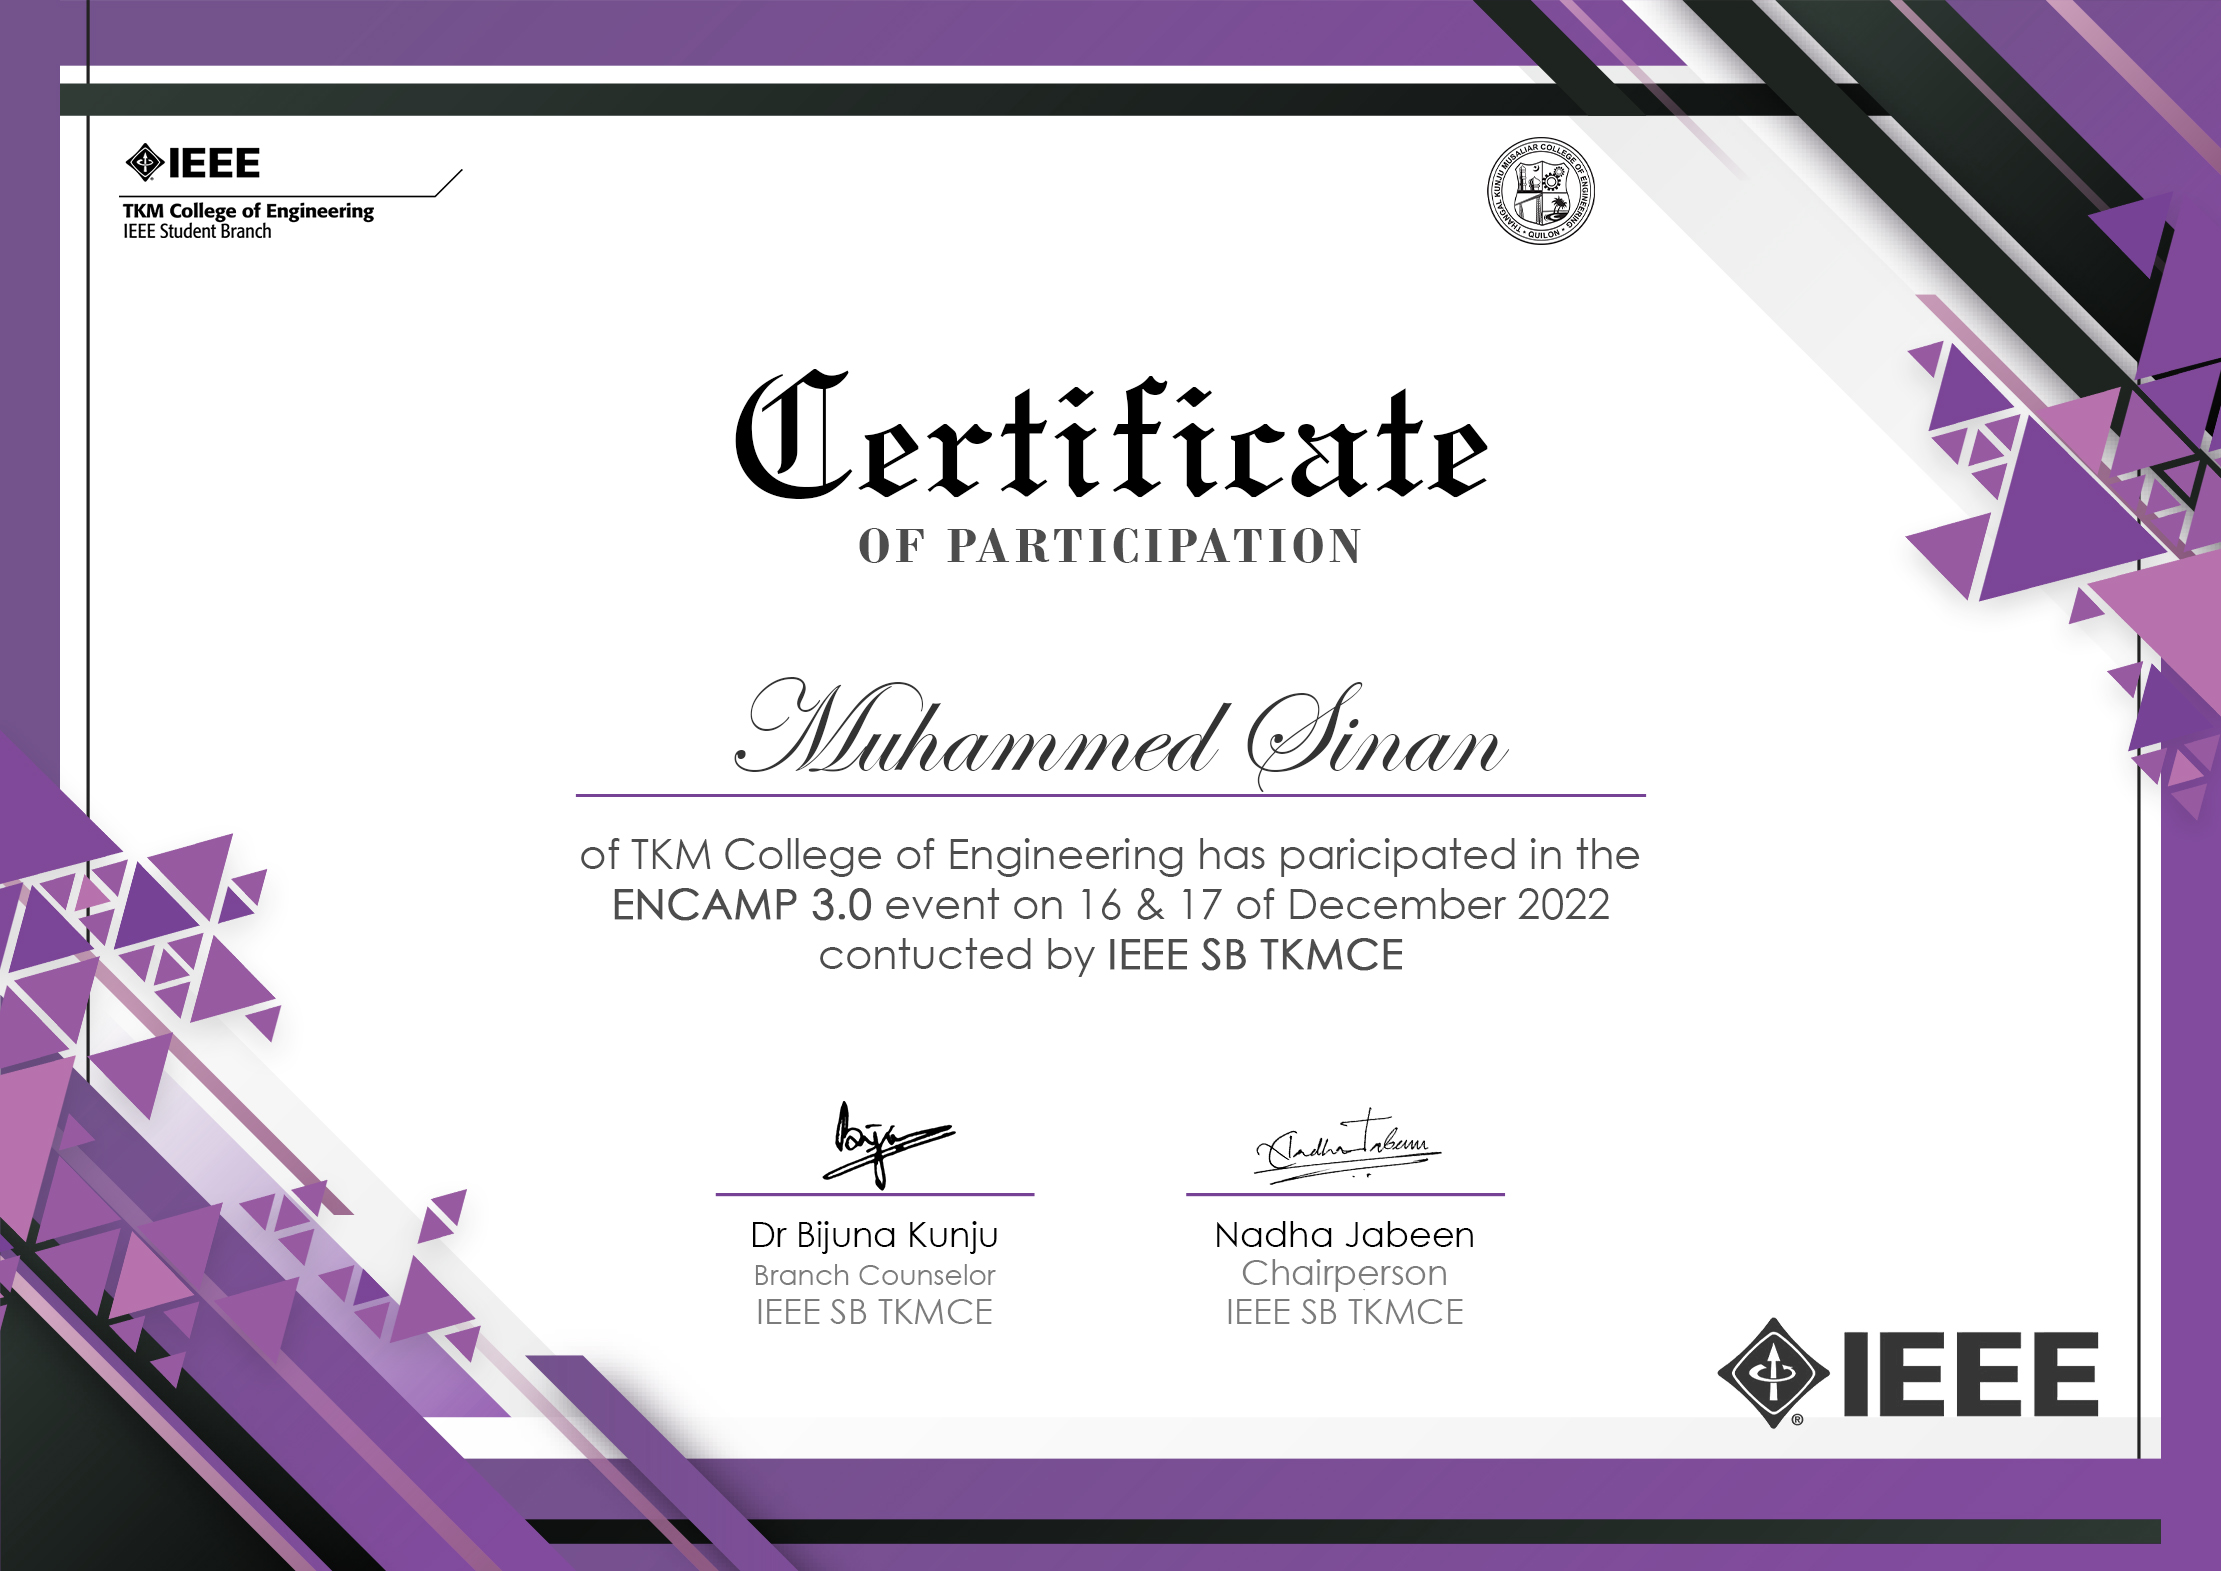 IEEE
TKM College of Engineering
IEEE Student Branch
THANGAL KUNJU MUSALIAR COLLEGE OF ENGINEERING
• QUILON •
Certificate
OF PARTICIPATION
Muhammed Sinan
of TKM College of Engineering has paricipated in the
ENCAMP 3.0 event on 16 & 17 of December 2022
contucted by IEEE SB TKMCE
Bijuna
Nadha Jabeen
Dr Bijuna Kunju
Branch Counselor
IEEE SB TKMCE
Nadha Jabeen
Chairperson
IEEE SB TKMCE
IEEE
®